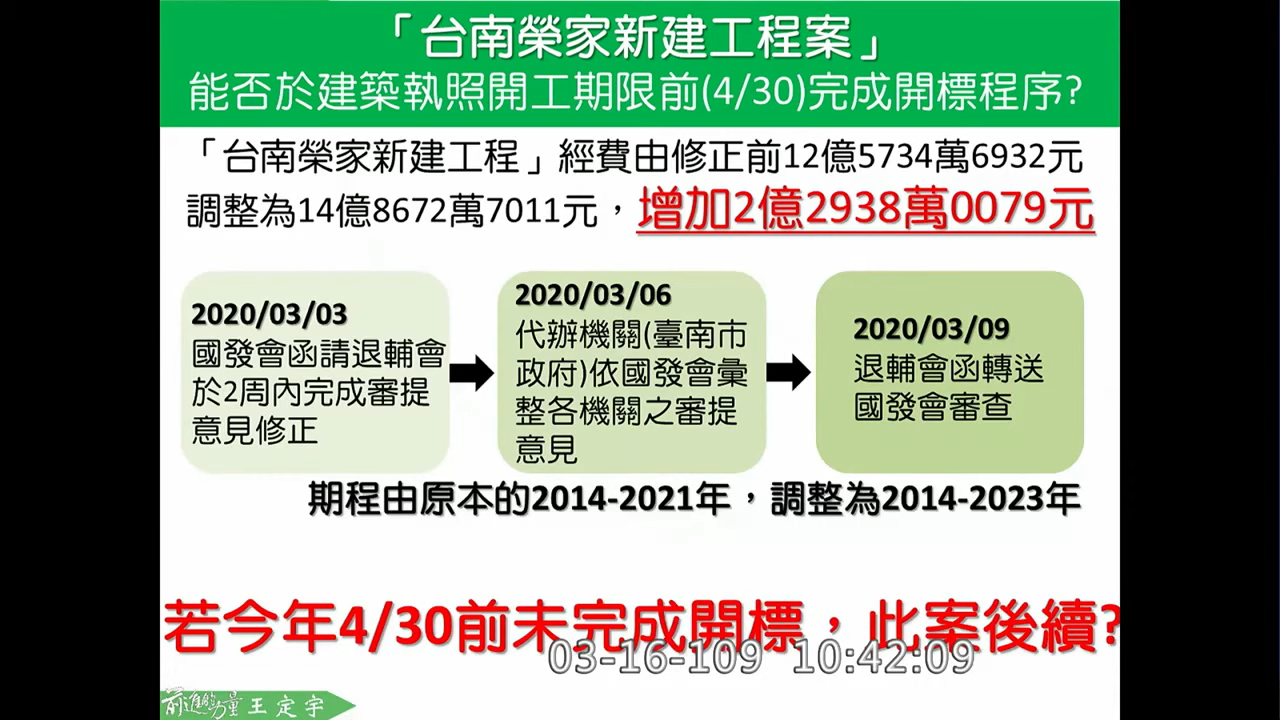 「台南榮家新建工程案」
能否於建築執照開工期限前(4/30)完成開標程序?
「台南榮家新建工程」經費由修正前12億5734萬6932元
調整為14億8672萬7011元，增加2億2938萬0079元
2020/03/03
國發會函請退輔會
於2周內完成審提
意見修正
2020/03/06
代辦機關(臺南市
政府)依國發會彙
整各機關之審提
意見
2020/03/09
退輔會函轉送
國發會審查
期程由原本的2014-2021年，調整為2014-2023年
若今年4/30前未完成開標，此案後續?
03-16-109 10:42:09
前進的力量 王定宇